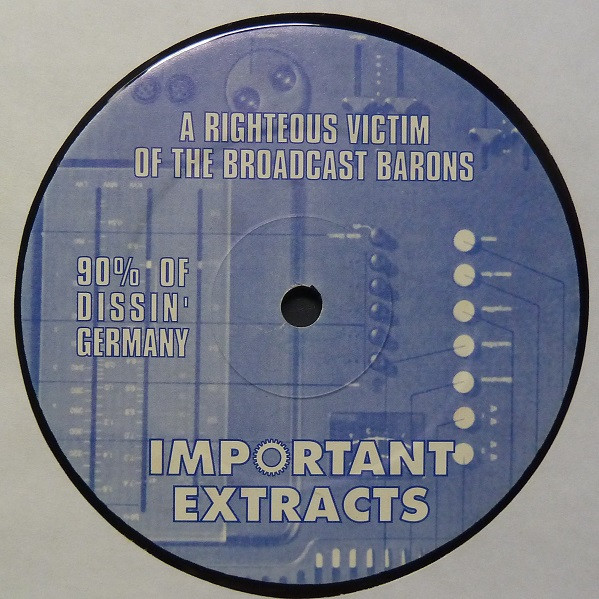 A RIGHTEOUS VICTIM
OF THE BROADCAST BARONS
90% OF
DISSIN'
GERMANY
IMPORTANT
EXTRACTS